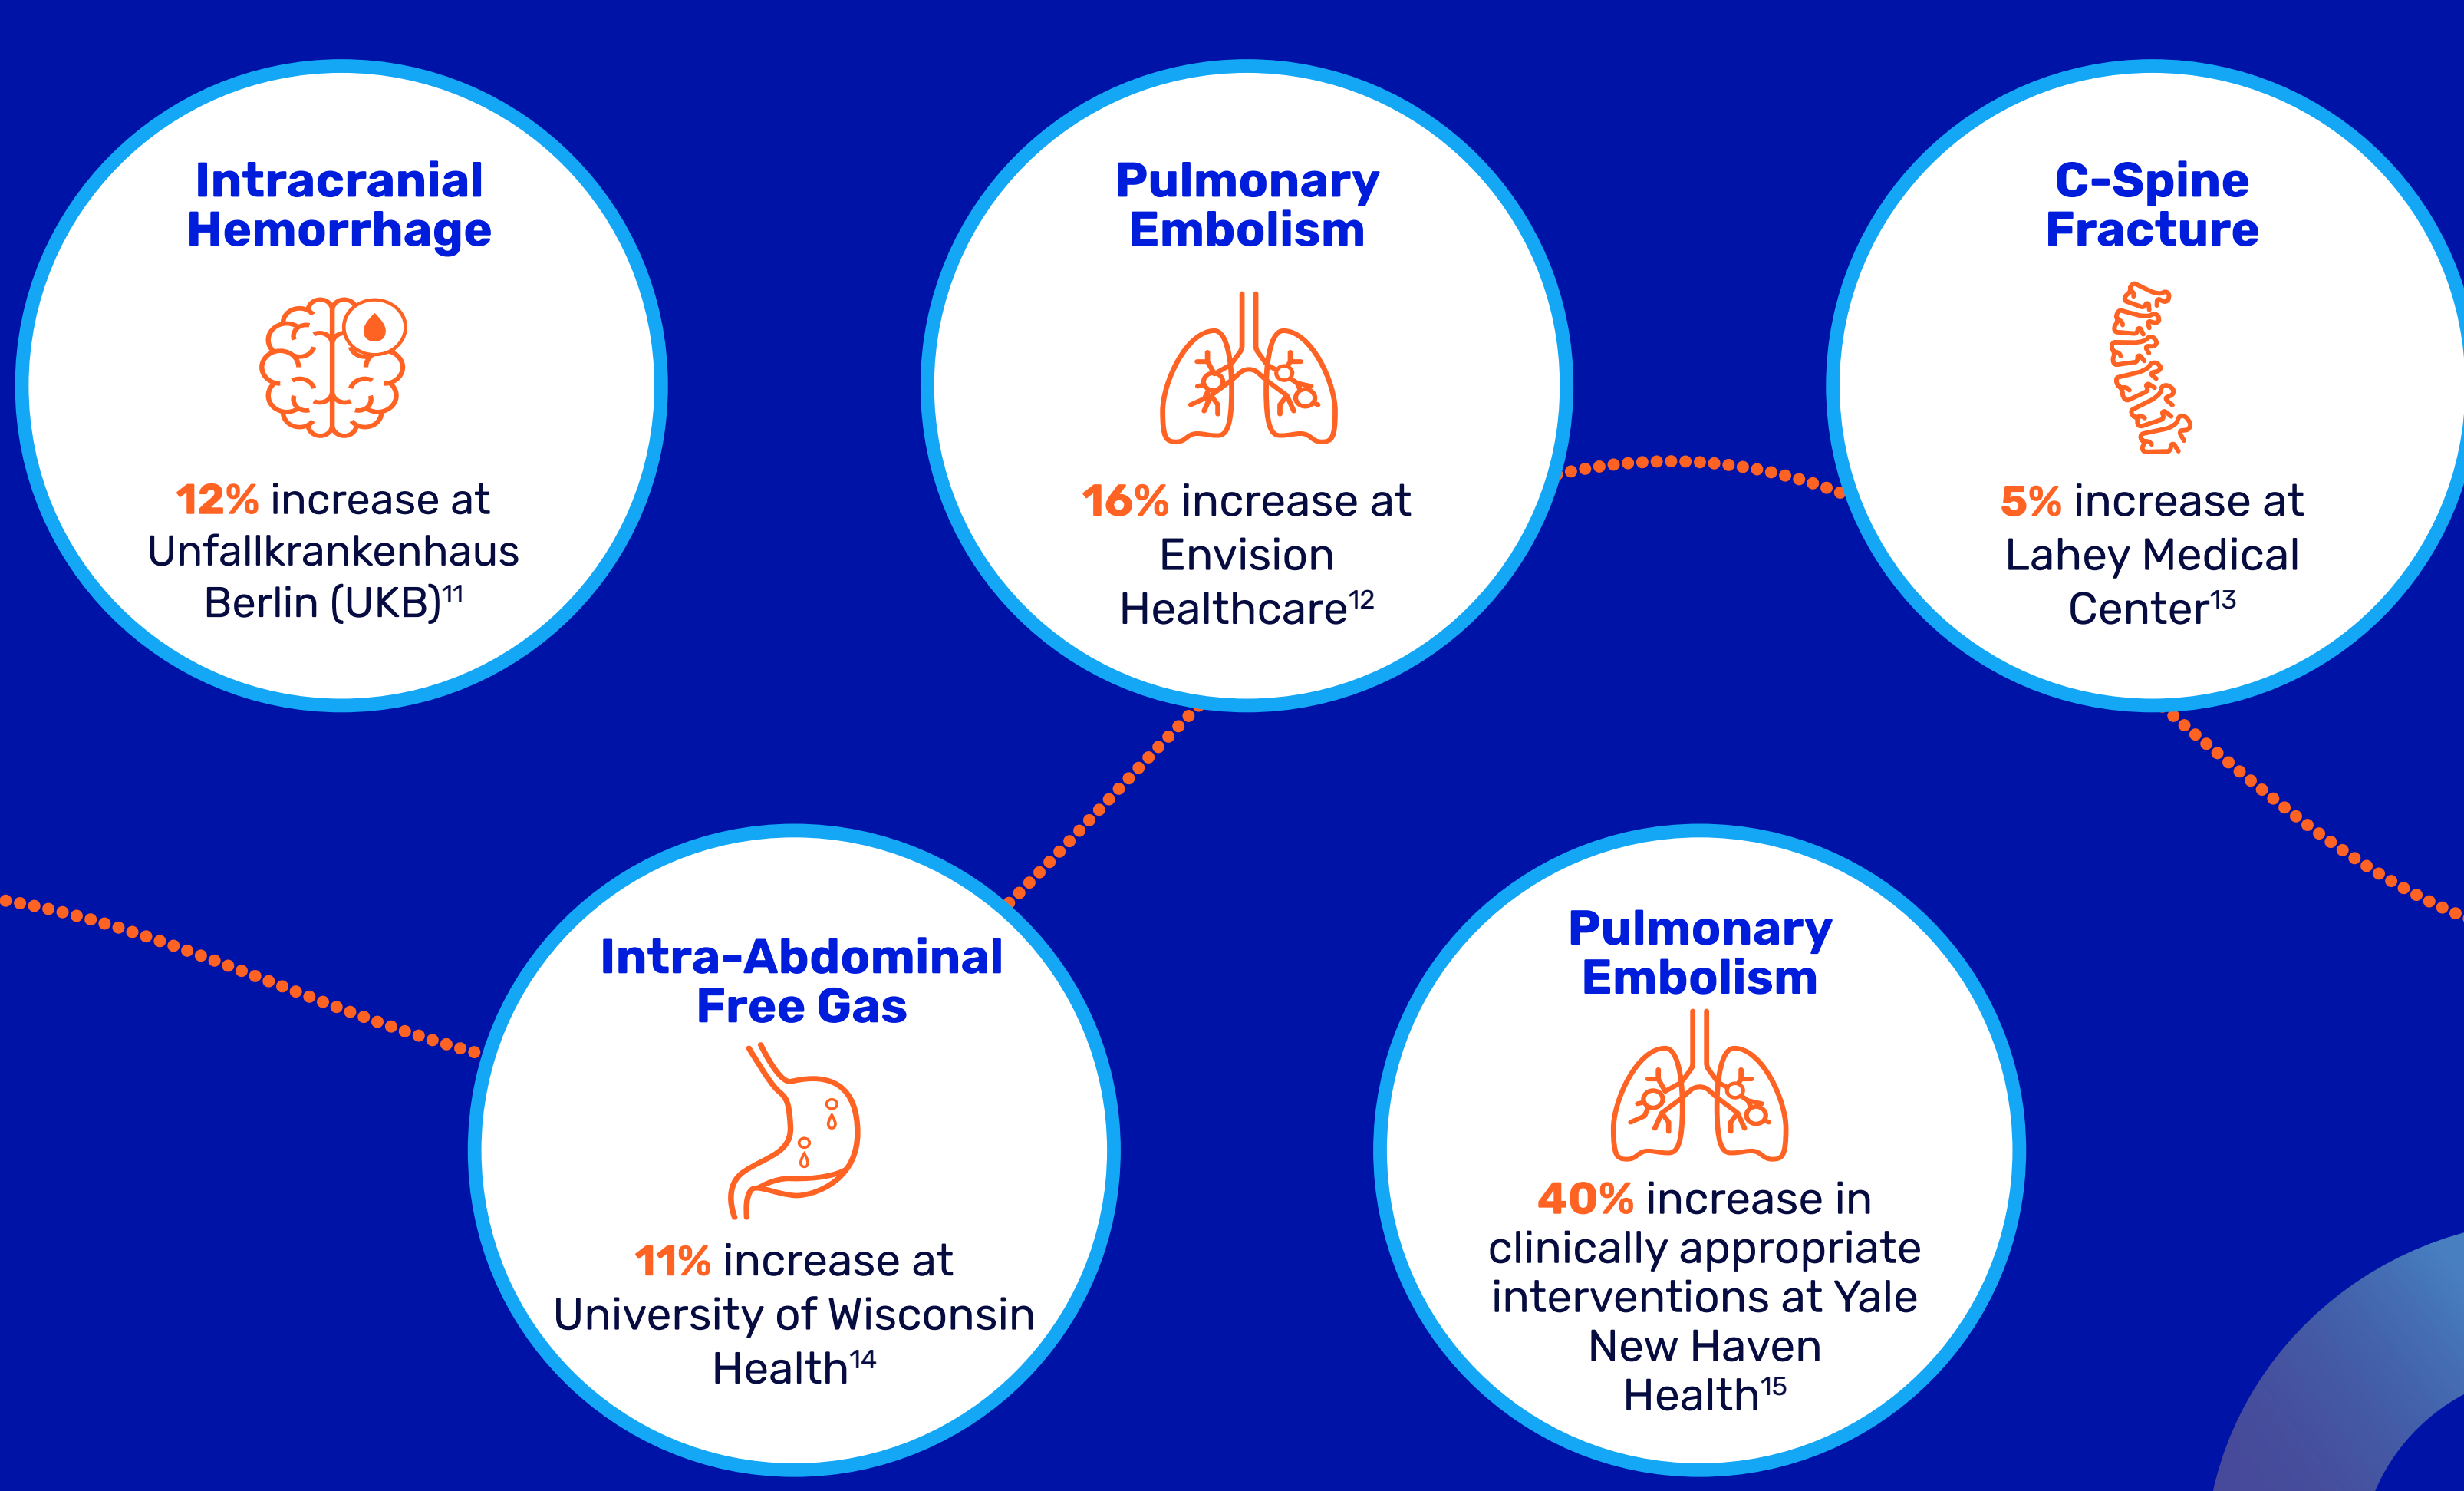 Intracranial
Hemorrhage
12% increase at
Unfallkrankenhaus
Berlin (UKB)¹¹
Pulmonary
Embolism
16% increase at
Envision
Healthcare¹²
C-Spine
Fracture
5% increase at
Lahey Medical
Center¹³
Intra-Abdominal
Free Gas
11% increase at
University of Wisconsin
Health¹⁴
Pulmonary
Embolism
40% increase in
clinically appropriate
interventions at Yale
New Haven
Health¹⁵